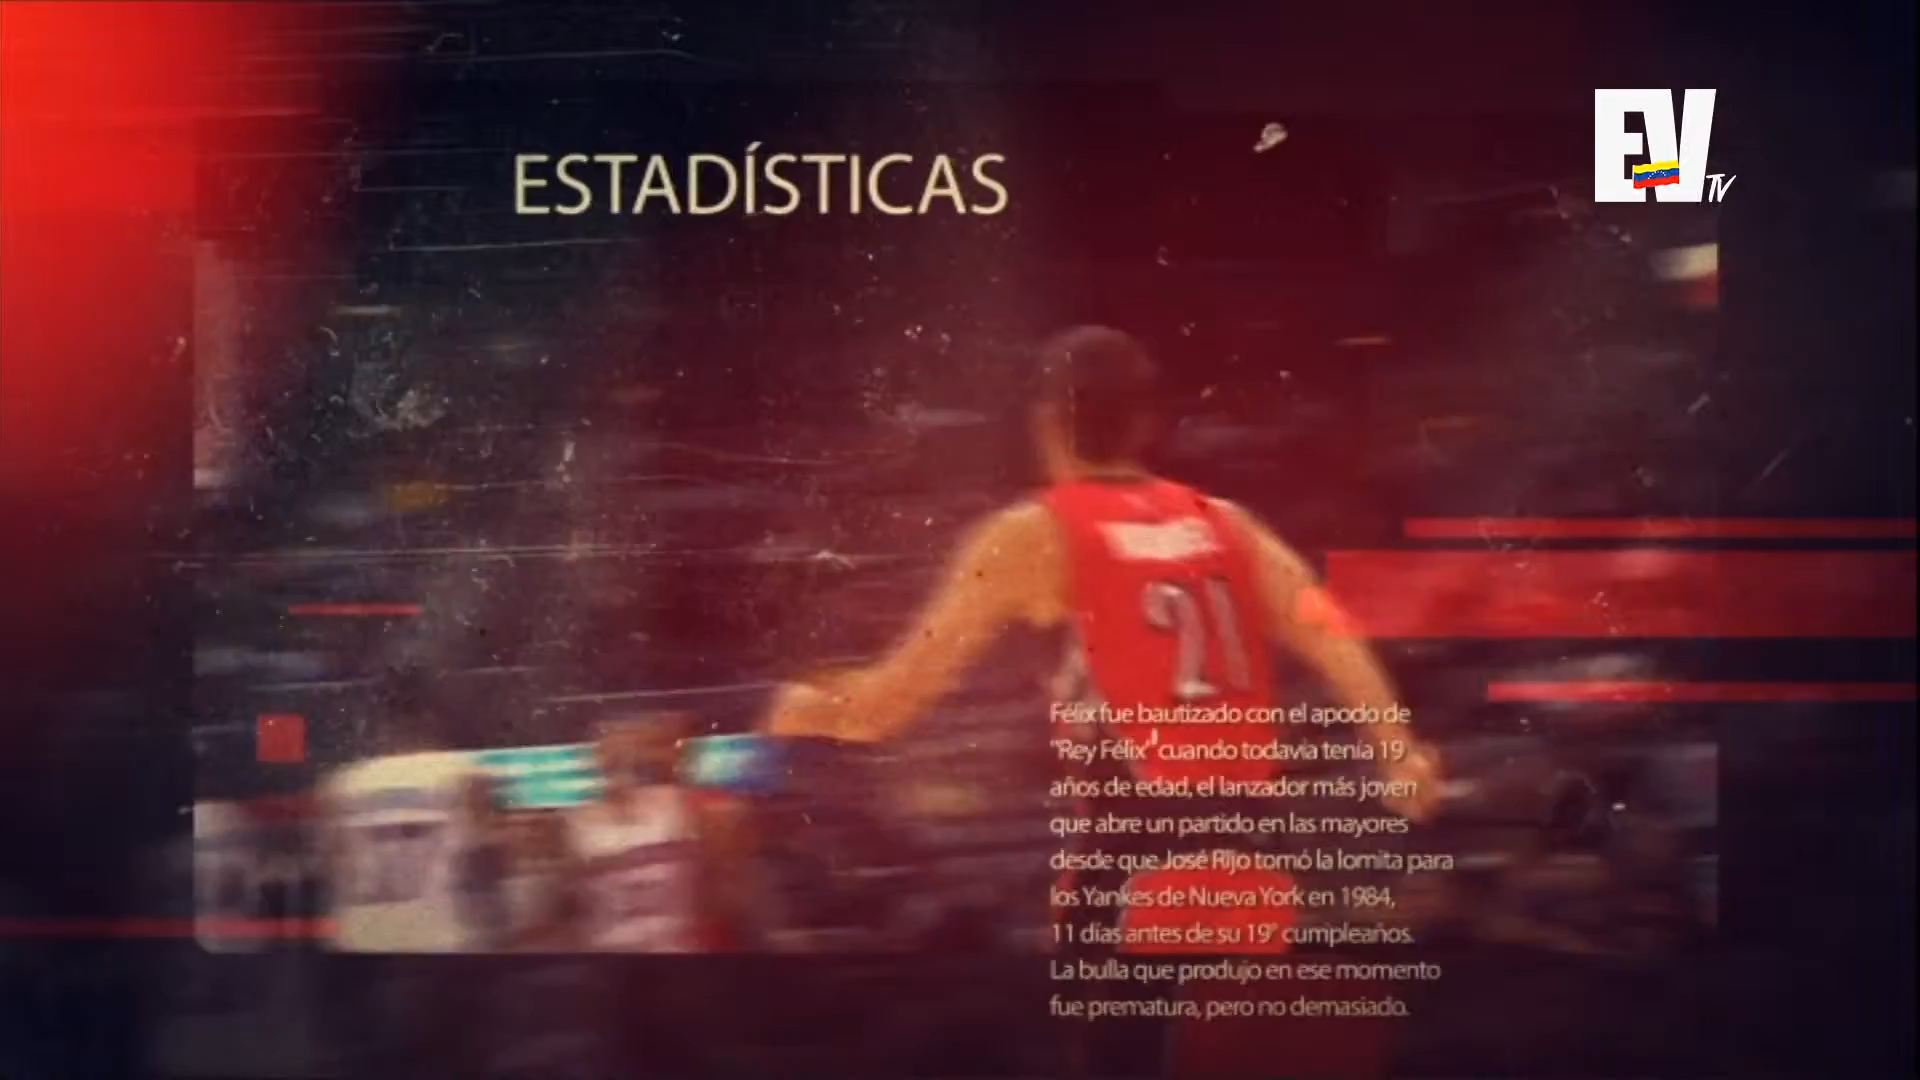 EV TV
ESTADÍSTICAS
21
Félix fue bautizado con el apodo de
"Rey Félix" cuando todavía tenía 19
años de edad, el lanzador más joven
que abre un partido en las mayores
desde que José Rijo tomó la lomita para
los Yankes de Nueva York en 1984,
11 días antes de su 19° cumpleaños.
La bulla que produjo en ese momento
fue prematura, pero no demasiado.